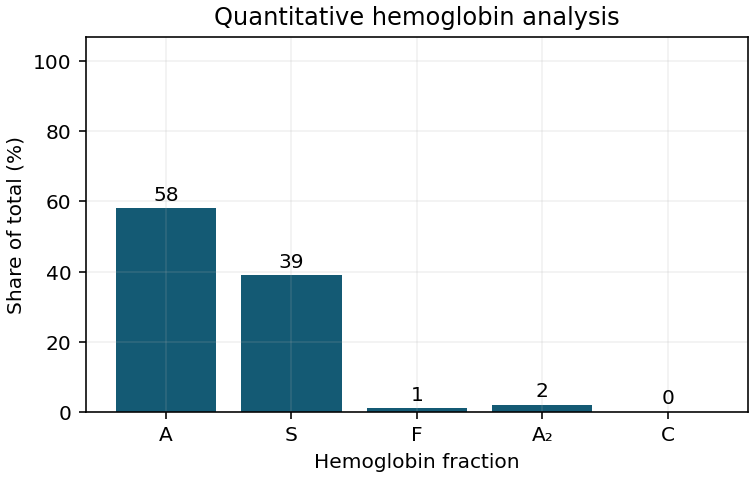 Quantitative hemoglobin analysis
Share of total (%)
100
80
60
40
20
0
58
39
1
2
0
A
S
F
A₂
C
Hemoglobin fraction